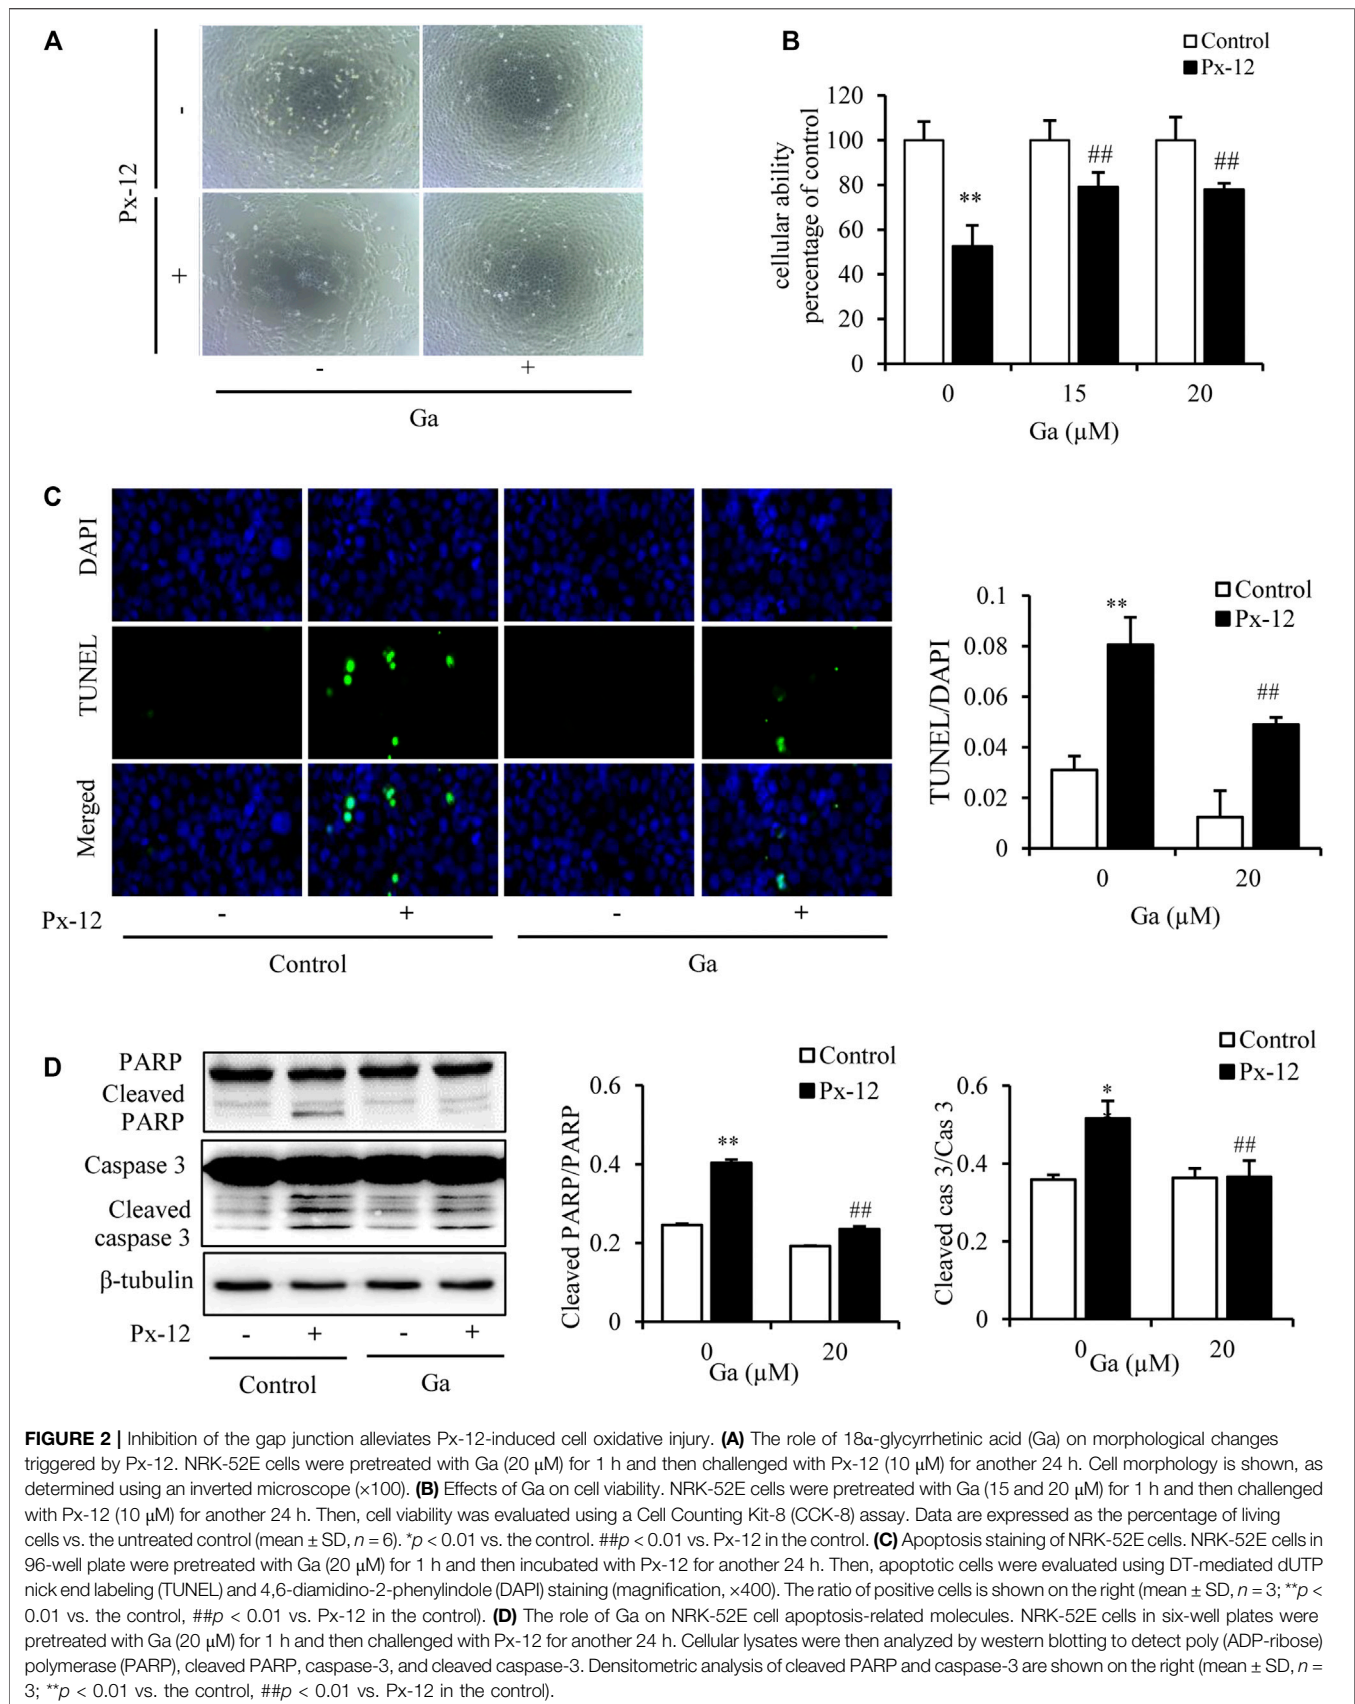 A
Px-12
-
+
-
+
Ga
B
Control
Px-12
cellular ability
percentage of control
120
100
80
60
40
20
0
**
##
##
0
15
20
Ga (µM)
C
DAPI
TUNEL
Merged
Px-12
-
+
-
+
Control
Ga
Control
Px-12
TUNEL/DAPI
0.1
0.08
0.06
0.04
0.02
0
**
##
0
20
Ga (µM)
D
PARP
Cleaved
PARP
Caspase 3
Cleaved
caspase 3
β-tubulin
Px-12
-
+
-
+
Control
Ga
Control
Px-12
Cleaved PARP/PARP
0.6
0.4
0.2
0
**
##
0
20
Ga (µM)
Control
Px-12
Cleaved cas 3/Cas 3
0.6
0.4
0.2
0
*
##
0
20
Ga (µM)
FIGURE 2 | Inhibition of the gap junction alleviates Px-12-induced cell oxidative injury. (A) The role of 18α-glycyrrhetinic acid (Ga) on morphological changes
triggered by Px-12. NRK-52E cells were pretreated with Ga (20 µM) for 1 h and then challenged with Px-12 (10 µM) for another 24 h. Cell morphology is shown, as
determined using an inverted microscope (×100). (B) Effects of Ga on cell viability. NRK-52E cells were pretreated with Ga (15 and 20 µM) for 1 h and then challenged
with Px-12 (10 µM) for another 24 h. Then, cell viability was evaluated using a Cell Counting Kit-8 (CCK-8) assay. Data are expressed as the percentage of living
cells vs. the untreated control (mean ± SD, n = 6). *p < 0.01 vs. the control. ##p < 0.01 vs. Px-12 in the control. (C) Apoptosis staining of NRK-52E cells. NRK-52E cells in
96-well plate were pretreated with Ga (20 µM) for 1 h and then incubated with Px-12 for another 24 h. Then, apoptotic cells were evaluated using DT-mediated dUTP
nick end labeling (TUNEL) and 4,6-diamidino-2-phenylindole (DAPI) staining (magnification, ×400). The ratio of positive cells is shown on the right (mean ± SD, n = 3; **p <
0.01 vs. the control, ##p < 0.01 vs. Px-12 in the control). (D) The role of Ga on NRK-52E cell apoptosis-related molecules. NRK-52E cells in six-well plates were
pretreated with Ga (20 µM) for 1 h and then challenged with Px-12 for another 24 h. Cellular lysates were then analyzed by western blotting to detect poly (ADP-ribose)
polymerase (PARP), cleaved PARP, caspase-3, and cleaved caspase-3. Densitometric analysis of cleaved PARP and caspase-3 are shown on the right (mean ± SD, n =
3; **p < 0.01 vs. the control, ##p < 0.01 vs. Px-12 in the control).